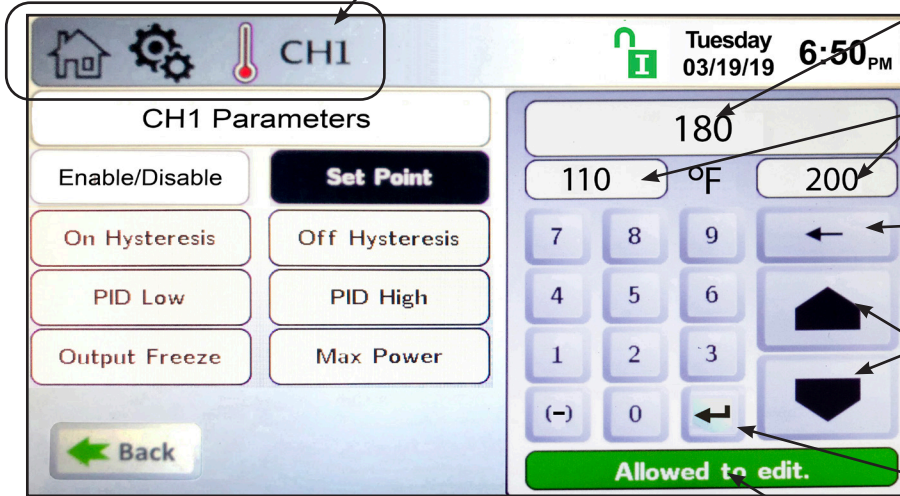 CH1
Tuesday
03/19/19
6:50 PM
CH1 Parameters
Enable/Disable
Set Point
On Hysteresis
Off Hysteresis
PID Low
PID High
Output Freeze
Max Power
Back
180
110 °F 200
7 8 9
4 5 6
1 2 3
(-) 0
Allowed to edit.